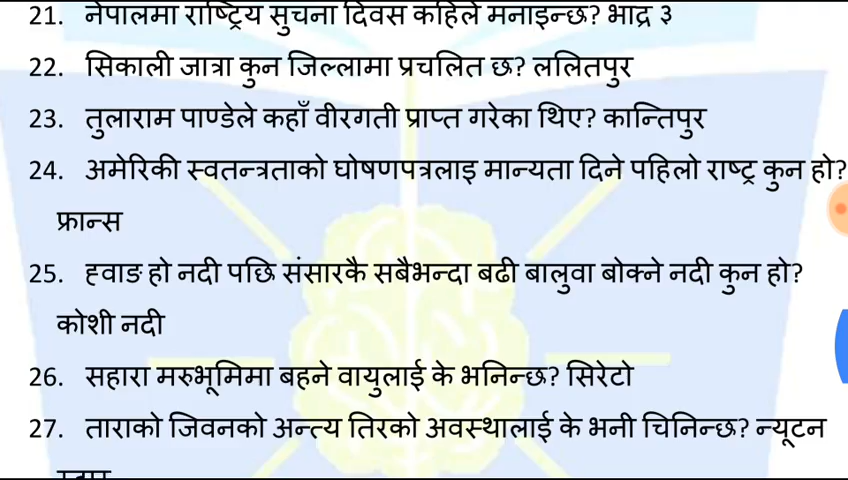 21. नेपालमा राष्ट्रिय सुचना दिवस कहिले मनाइन्छ? भाद्र ३
22. सिकाली जात्रा कुन जिल्लामा प्रचलित छ? ललितपुर
23. तुलाराम पाण्डेले कहाँ वीरगती प्राप्त गरेका थिए? कान्तिपुर
24. अमेरिकी स्वतन्त्रताको घोषणपत्रलाइ मान्यता दिने पहिलो राष्ट्र कुन हो?
फ्रान्स
25. ह्वाङ हो नदी पछि संसारकै सबैभन्दा बढी बालुवा बोक्ने नदी कुन हो?
कोशी नदी
26. सहारा मरुभूमिमा बहने वायुलाई के भनिन्छ? सिरेटो
27. ताराको जिवनको अन्त्य तिरको अवस्थालाई के भनी चिनिन्छ? न्यूटन